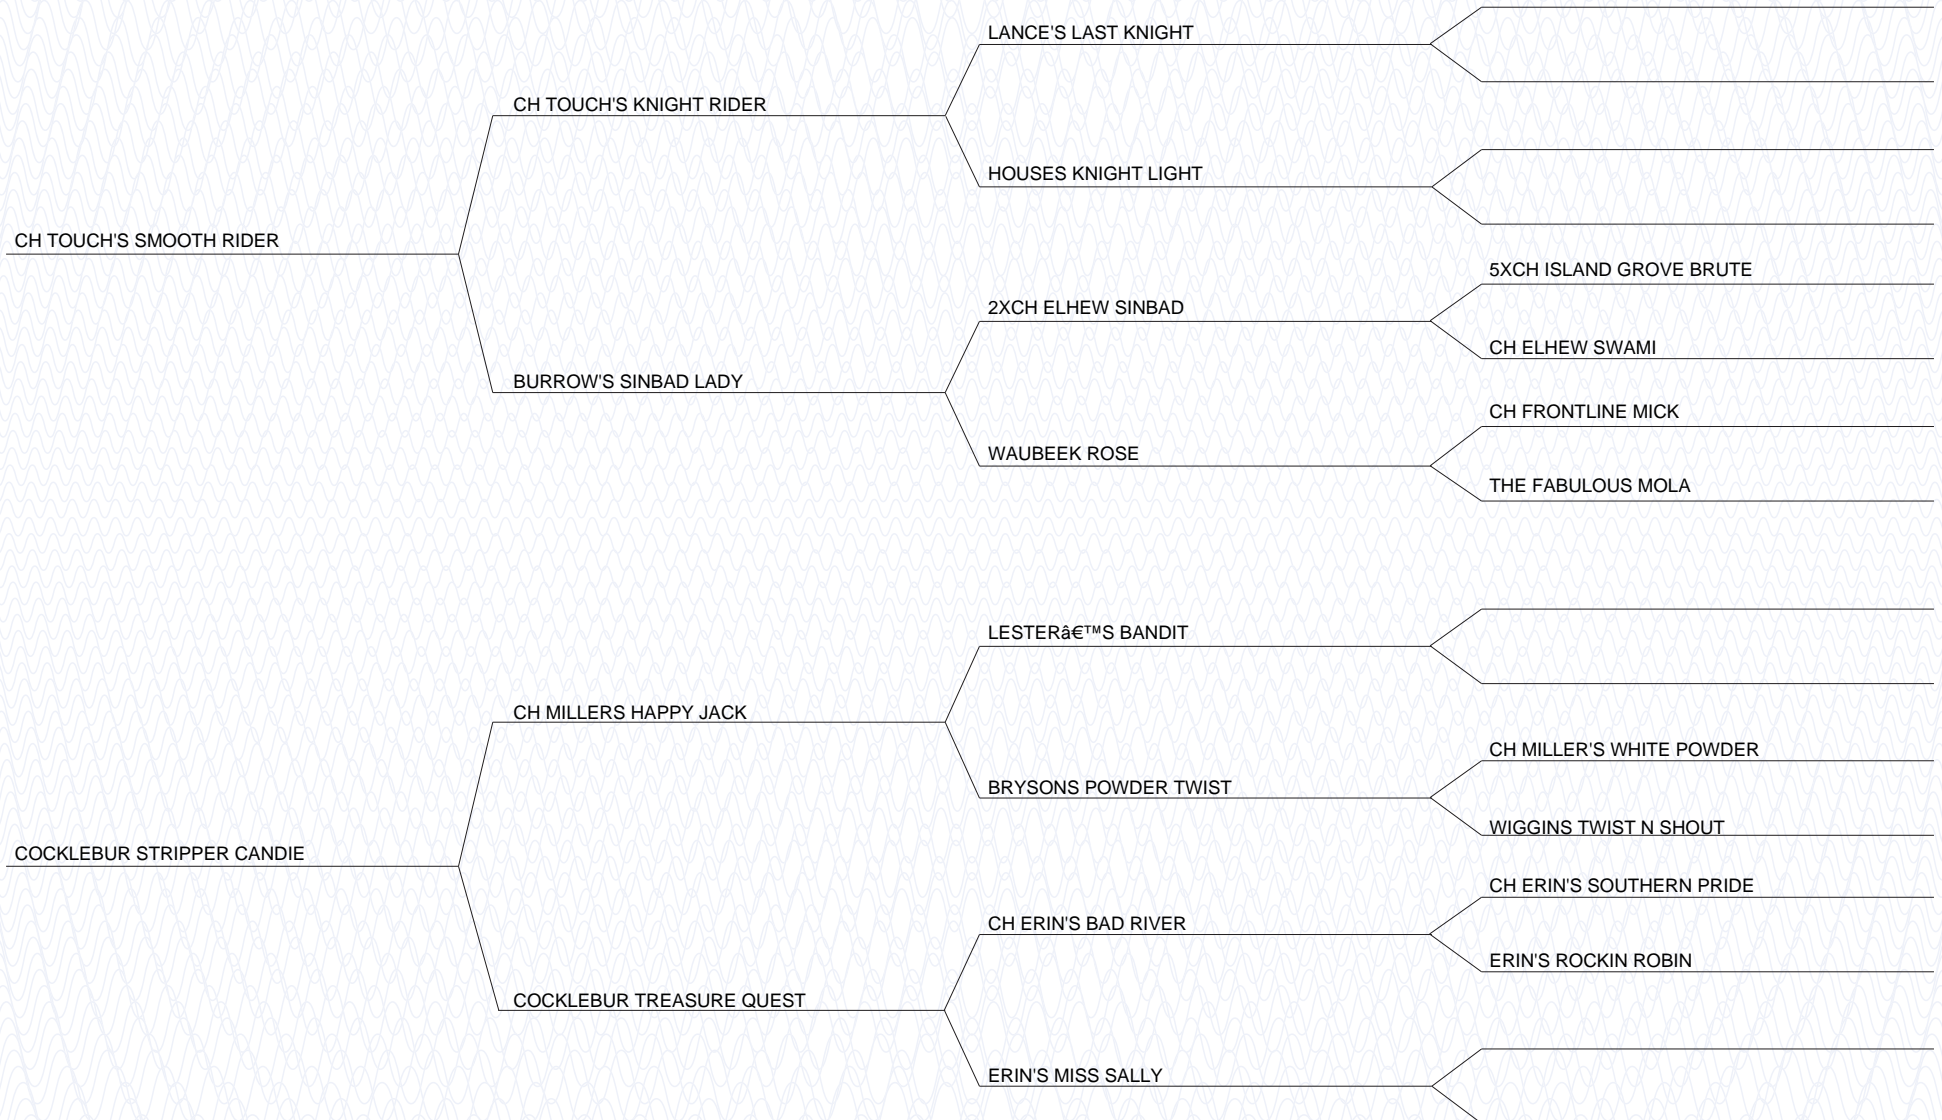 LANCE'S LAST KNIGHT
CH TOUCH'S KNIGHT RIDER
HOUSES KNIGHT LIGHT
CH TOUCH'S SMOOTH RIDER
5XCH ISLAND GROVE BRUTE
2XCH ELHEW SINBAD
CH ELHEW SWAMI
BURROW'S SINBAD LADY
CH FRONTLINE MICK
WAUBEEK ROSE
THE FABULOUS MOLA
LESTERâ€™S BANDIT
CH MILLERS HAPPY JACK
CH MILLER'S WHITE POWDER
BRYSONS POWDER TWIST
WIGGINS TWIST N SHOUT
COCKLEBUR STRIPPER CANDIE
CH ERIN'S SOUTHERN PRIDE
CH ERIN'S BAD RIVER
ERIN'S ROCKIN ROBIN
COCKLEBUR TREASURE QUEST
ERIN'S MISS SALLY